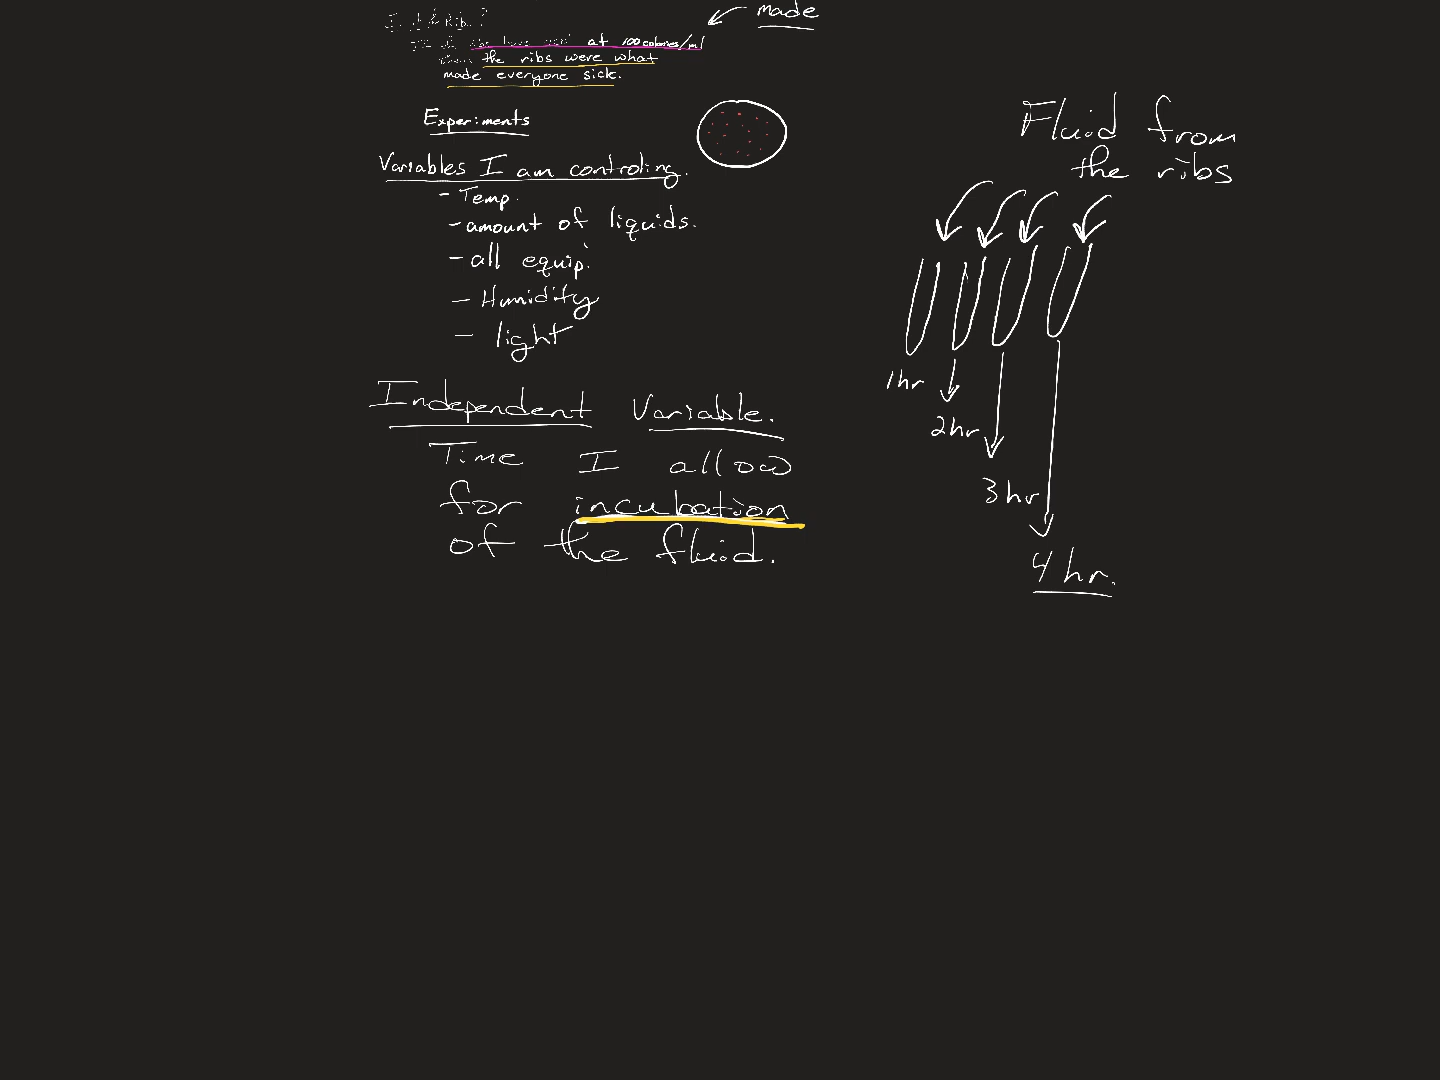 made
Rib?
at 100 calories/ml
the ribs were what
made everyone sick.
Experiments
Variables I am controling.
- Temp.
- amount of liquids.
- all equip.
- Humidity
- light
Independent Variable.
Time I allow
for incubation
of the fluid.
Fluid from
the ribs
1hr
2hr
3hr
4hr.